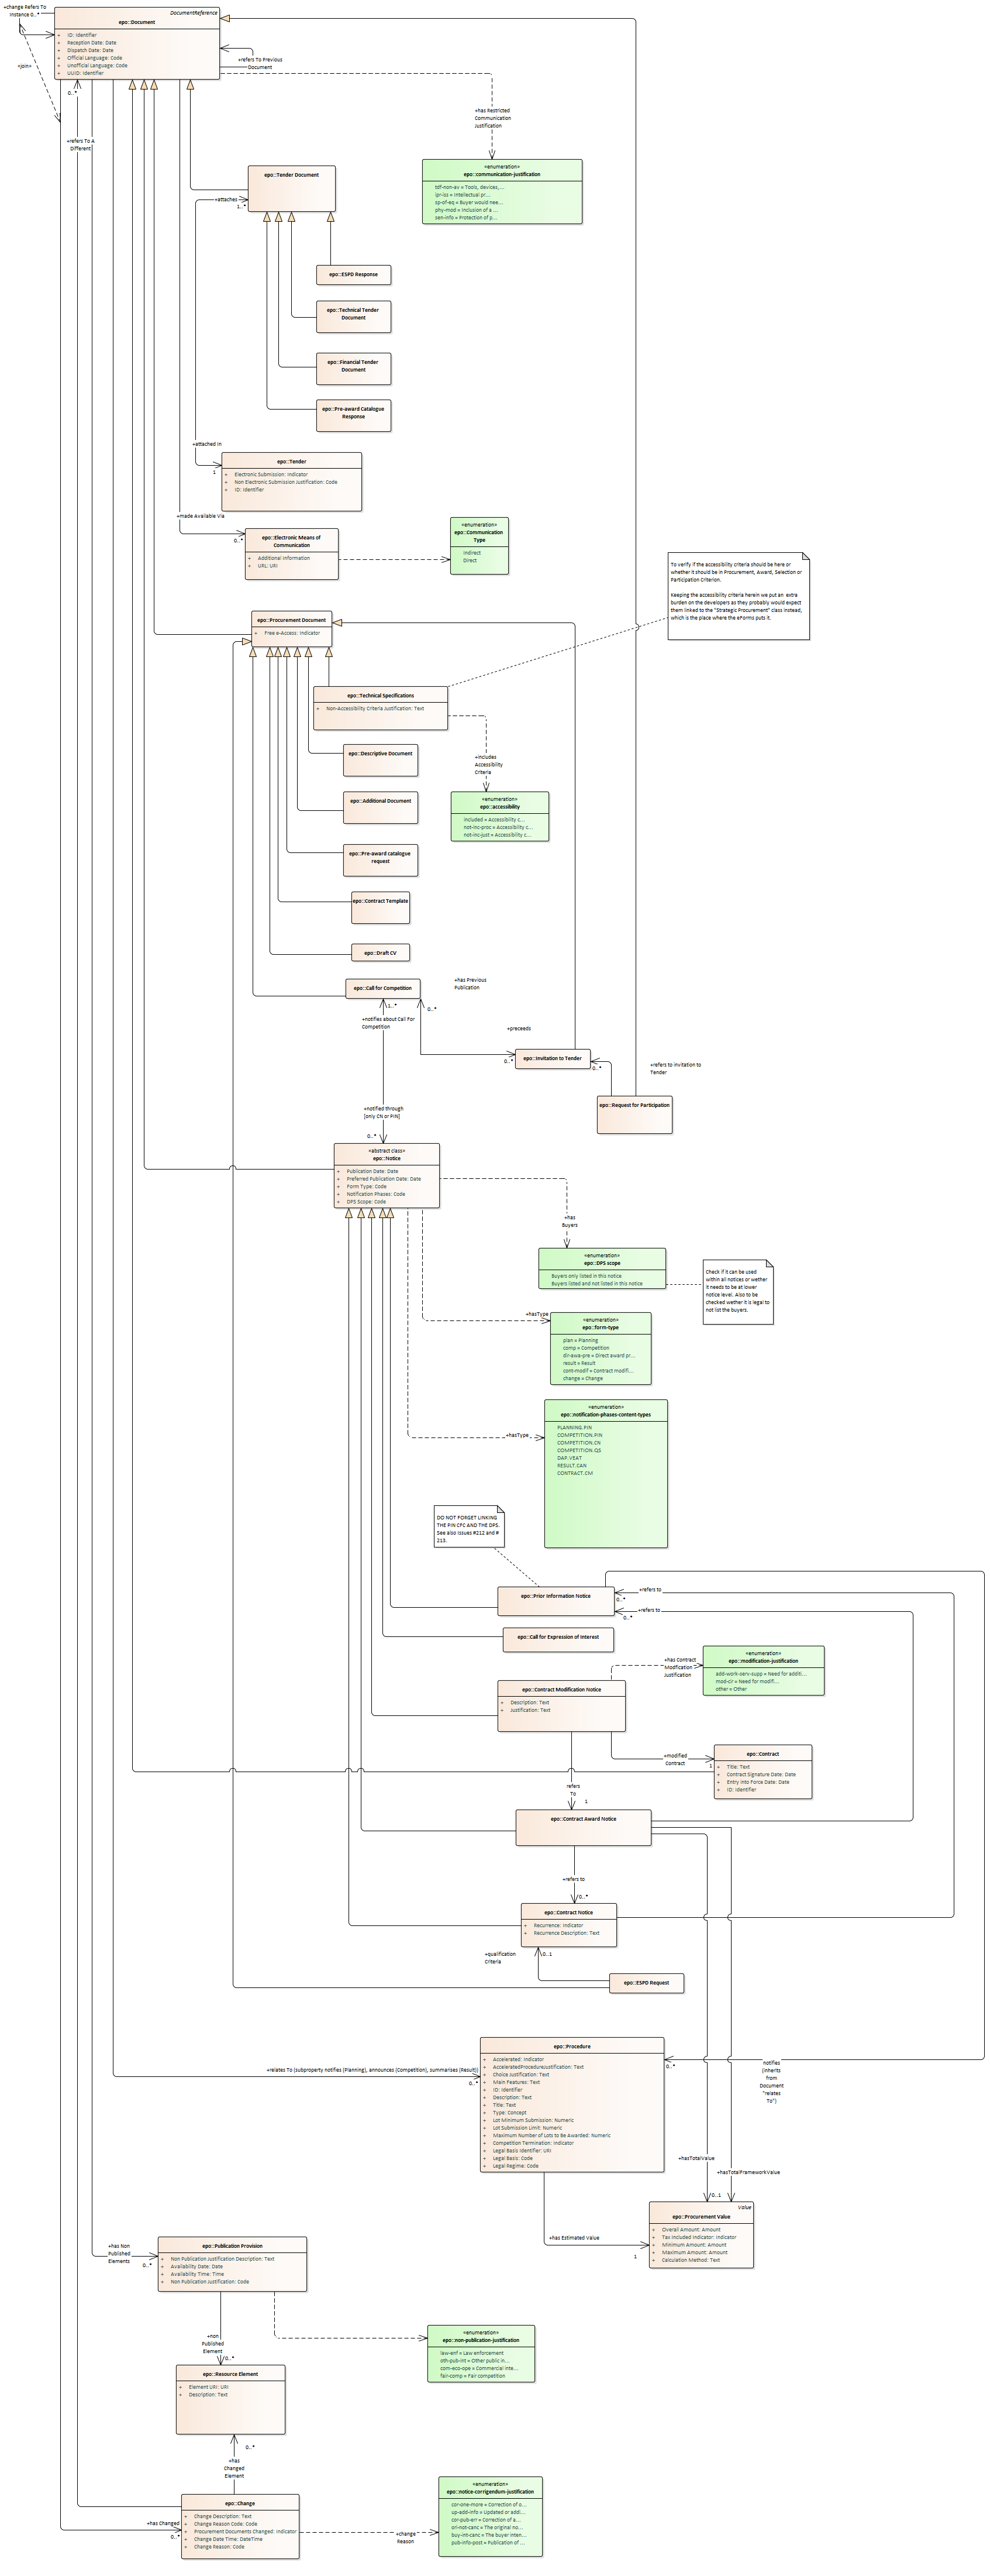 +change Refers To
Instance 0..*
DocumentReference
epo::Document
+ ID: Identifier
+ Reception Date: Date
+ Dispatch Date: Date
+ Official Language: Code
+ Unofficial Language: Code
+ UUID: Identifier
+refers To Previous
Document
«join»
0..*
+refers To A
Different
+has Restricted
Communication
Justification
«enumeration»
epo::communication-justification
tdf-non-av = Tools, devices,...
ipr-iss = Intellectual pr...
sp-of-eq = Buyer would nee...
phy-mod = Inclusion of a ...
sen-info = Protection of p...
epo::Tender Document
+attaches
1..*
epo::ESPD Response
epo::Technical Tender
Document
epo::Financial Tender
Document
epo::Pre-award Catalogue
Response
+attached in
1
epo::Tender
+ Electronic Submission: Indicator
+ Non Electronic Submission Justification: Code
+ ID: Identifier
+made Available Via
0..*
epo::Electronic Means of
Communication
+ Additional Information
+ URL: URI
«enumeration»
epo::Communication
Type
Indirect
Direct
To verify if the accessibility criteria should be here or
whether it should be in Procurement, Award, Selection or
Participation Criterion.
Keeping the accessibility criteria herein we put an extra
burden on the developers as they probably would expect
them linked to the "Strategic Procurement" class instead,
which is the place where the eForms puts it.
epo::Procurement Document
+ Free e-Access: Indicator
epo::Technical Specifications
+ Non-Accessibility Criteria Justification: Text
epo::Descriptive Document
+includes
Accessibility
Criteria
«enumeration»
epo::accessibility
included = Accessibility c...
not-inc-proc = Accessibility c...
not-inc-just = Accessibility c...
epo::Additional Document
epo::Pre-award catalogue
request
epo::Contract Template
epo::Draft CV
epo::Call for Competition
+has Previous
Publication
1..*
0..*
+notifies about Call For
Competition
+preceeds
0..*
epo::Invitation to Tender
0..*
+refers to Invitation to
Tender
epo::Request for Participation
+notified through
[only CN or PIN]
0..*
«abstract class»
epo::Notice
+ Publication Date: Date
+ Preferred Publication Date: Date
+ Form Type: Code
+ Notification Phases: Code
+ DPS Scope: Code
+has
Buyers
«enumeration»
epo::DPS scope
Buyers only listed in this notice
Buyers listed and not listed in this notice
Check if it can be used
within all notices or wether
it needs to be at lower
notice level. Also to be
checked wether it is legal to
not list the buyers.
+hasType
«enumeration»
epo::form-type
plan = Planning
comp = Competition
dir-awa-pre = Direct award pr...
result = Result
cont-modif = Contract modifi...
change = Change
+hasType
«enumeration»
epo::notification-phases-content-types
PLANNING.PIN
COMPETITION.PIN
COMPETITION.CN
COMPETITION.QS
DAP.VEAT
RESULT.CAN
CONTRACT.CM
DO NOT FORGET LINKING
THE PIN CFC AND THE DPS.
See also Issues #212 and #
213.
epo::Prior Information Notice
+refers to
0..*
+refers to
0..*
epo::Call for Expression of Interest
+has Contract
Modification
Justification
«enumeration»
epo::modification-justification
add-work-serv-supp = Need for additi...
mod-cir = Need for modifi...
other = Other
epo::Contract Modification Notice
+ Description: Text
+ Justification: Text
+modified
Contract
1
epo::Contract
+ Title: Text
+ Contract Signature Date: Date
+ Entry Into Force Date: Date
+ ID: Identifier
refers
To
1
epo::Contract Award Notice
+refers to
0..*
epo::Contract Notice
+ Recurrence: Indicator
+ Recurrence Description: Text
+qualification
Criteria
0..1
epo::ESPD Request
epo::Procedure
+ Accelerated: Indicator
+ AcceleratedProcedureJustification: Text
+ Choice Justification: Text
+ Main Features: Text
+ ID: Identifier
+ Description: Text
+ Title: Text
+ Type: Concept
+ Lot Minimum Submission: Numeric
+ Lot Submission Limit: Numeric
+ Maximum Number of Lots to Be Awarded: Numeric
+ Competition Termination: Indicator
+ Legal Basis Identifier: URI
+ Legal Basis: Code
+ Legal Regime: Code
+relates To (subproperty notifies (Planning), announces (Competition), summarises (Result))
0..*
0..*
notifies
(inherits
from
Document
"relates
To")
+hasTotalValue
+hasTotalFrameworkValue
0..1
Value
epo::Procurement Value
+ Overall Amount: Amount
+ Tax Included Indicator: Indicator
+ Minimum Amount: Amount
+ Maximum Amount: Amount
+ Calculation Method: Text
+has Estimated Value
1
+has Non
Published
Elements
0..*
epo::Publication Provision
+ Non Publication Justification Description: Text
+ Availability Date: Date
+ Availability Time: Time
+ Non Publication Justification: Code
+non
Published
Element
0..*
«enumeration»
epo::non-publication-justification
law-enf = Law enforcement
oth-pub-int = Other public in...
com-eco-ope = Commercial inte...
fair-comp = Fair competition
epo::Resource Element
+ Element URI: URI
+ Description: Text
0..*
+has
Changed
Element
+has Changed
0..*
epo::Change
+ Change Description: Text
+ Change Reason Code: Code
+ Procurement Documents Changed: Indicator
+ Change Date Time: DateTime
+ Change Reason: Code
+change
Reason
«enumeration»
epo::notice-corrigendum-justification
cor-one-more = Correction of o...
up-add-info = Updated or addi...
cor-pub-err = Correction of a...
ori-not-canc = The original no...
buy-int-canc = The buyer inten...
pub-info-post = Publication of ...